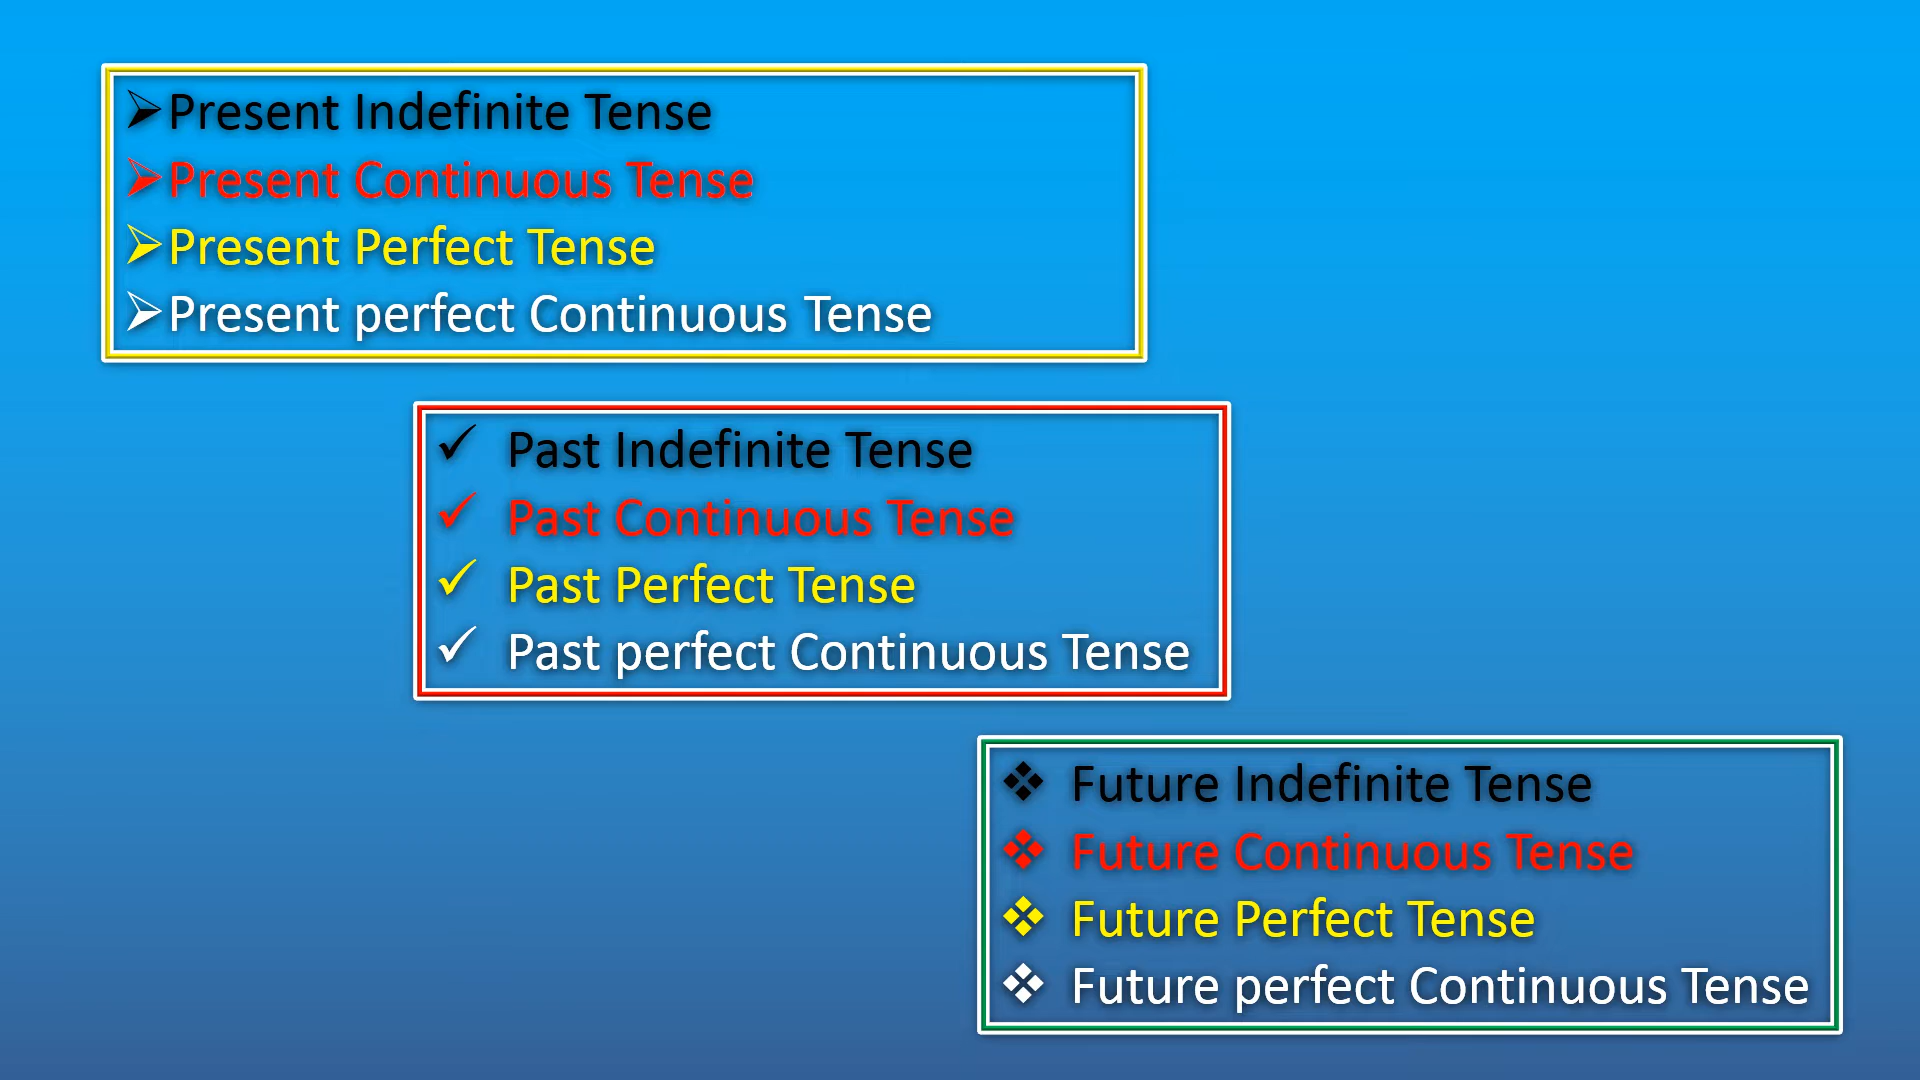 Present Indefinite Tense
Present Continuous Tense
Present Perfect Tense
Present perfect Continuous Tense
Past Indefinite Tense
Past Continuous Tense
Past Perfect Tense
Past perfect Continuous Tense
Future Indefinite Tense
Future Continuous Tense
Future Perfect Tense
Future perfect Continuous Tense